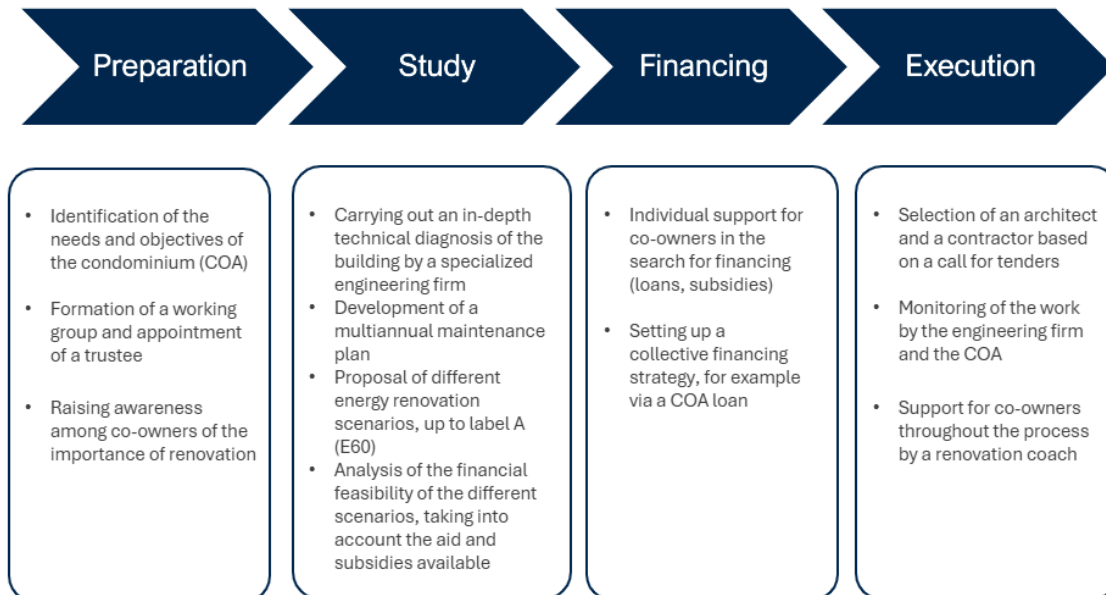 Preparation
Study
Financing
Execution
• Identification of the
needs and objectives of
the condominium (COA)
• Formation of a working
group and appointment
of a trustee
• Raising awareness
among co-owners of the
importance of renovation
• Carrying out an in-depth
technical diagnosis of the
building by a specialized
engineering firm
• Development of a
multiannual maintenance
plan
• Proposal of different
energy renovation
scenarios, up to label A
(E60)
• Analysis of the financial
feasibility of the different
scenarios, taking into
account the aid and
subsidies available
• Individual support for
co-owners in the
search for financing
(loans, subsidies)
• Setting up a
collective financing
strategy, for example
via a COA loan
• Selection of an architect
and a contractor based
on a call for tenders
• Monitoring of the work
by the engineering firm
and the COA
• Support for co-owners
throughout the process
by a renovation coach